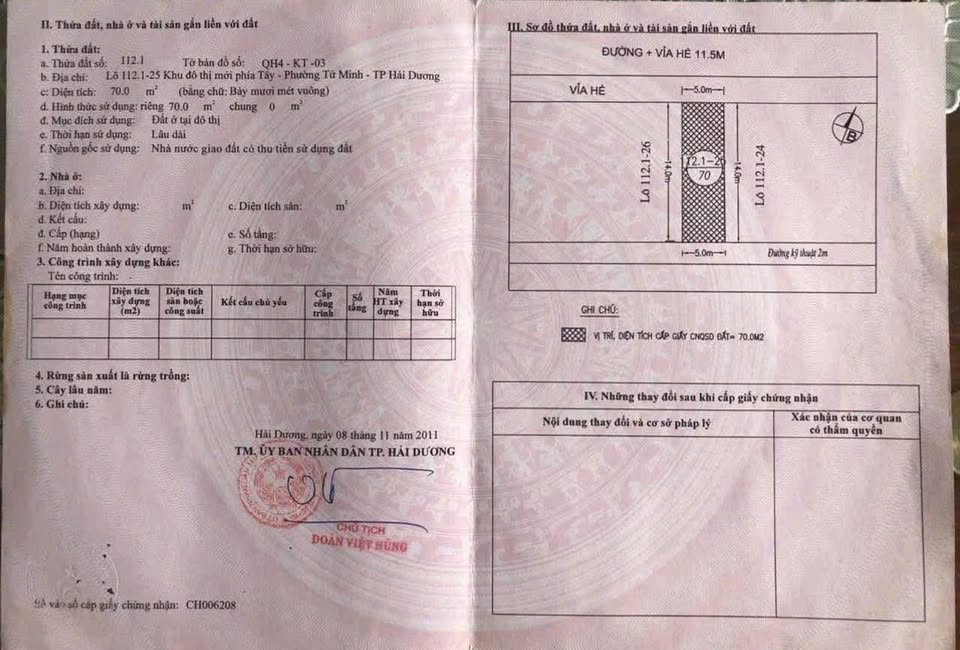 II. Thửa đất, nhà ở và tài sản gắn liền với đất
1. Thửa đất:
a. Thửa đất số: 112.1 Tờ bản đồ số: QH4 - KT -03
b. Địa chỉ: Lô 112.1-25 Khu đô thị mới phía Tây - Phường Tứ Minh - TP Hải Dương
c: Diện tích: 70.0 m² (bằng chữ: Bảy mươi mét vuông)
d. Hình thức sử dụng: riêng 70.0 m² chung 0 m²
đ. Mục đích sử dụng: Đất ở tại đô thị
e. Thời hạn sử dụng: Lâu dài
f. Nguồn gốc sử dụng: Nhà nước giao đất có thu tiền sử dụng đất
2. Nhà ở:
a. Địa chỉ:
b. Diện tích xây dựng: m² c. Diện tích sàn: m²
d. Kết cấu:
đ. Cấp (hạng) e. Số tầng:
f. Năm hoàn thành xây dựng: g. Thời hạn sở hữu:
3. Công trình xây dựng khác:
Tên công trình: -
Hạng mục công trình
Diện tích xây dựng (m2)
Diện tích sàn hoặc công suất
Kết cấu chủ yếu
Cấp công trình
Số tầng
Năm HT xây dựng
Thời hạn sở hữu
4. Rừng sản xuất là rừng trồng:
5. Cây lâu năm:
6. Ghi chú:
Hải Dương, ngày 08 tháng 11 năm 2011
TM. ỦY BAN NHÂN DÂN TP. HẢI DƯƠNG
CHỦ TỊCH
ĐOÀN VIỆT HÙNG
Số vào sổ cấp giấy chứng nhận: CH006208
III. Sơ đồ thửa đất, nhà ở và tài sản gắn liền với đất
ĐƯỜNG + VỈA HÈ 11.5M
VỈA HÈ
5.0m
B
Lô 112.1-26
14.0m
70
14.0m
Lô 112.1-24
5.0m
Đường kỹ thuật 2m
GHI CHÚ:
VỊ TRÍ, DIỆN TÍCH CẤP GIẤY CNQSD ĐẤT= 70.0M2
IV. Những thay đổi sau khi cấp giấy chứng nhận
Nội dung thay đổi và cơ sở pháp lý
Xác nhận của cơ quan có thẩm quyền